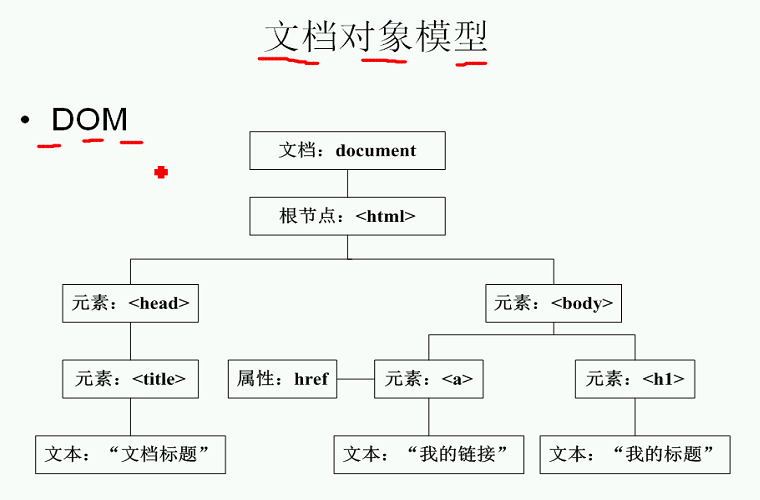 文档对象模型
• DOM
文档：document
根节点：<html>
元素：<head>
元素：<body>
元素：<title>
属性：href
元素：<a>
元素：<h1>
文本：“文档标题”
文本：“我的链接”
文本：“我的标题”